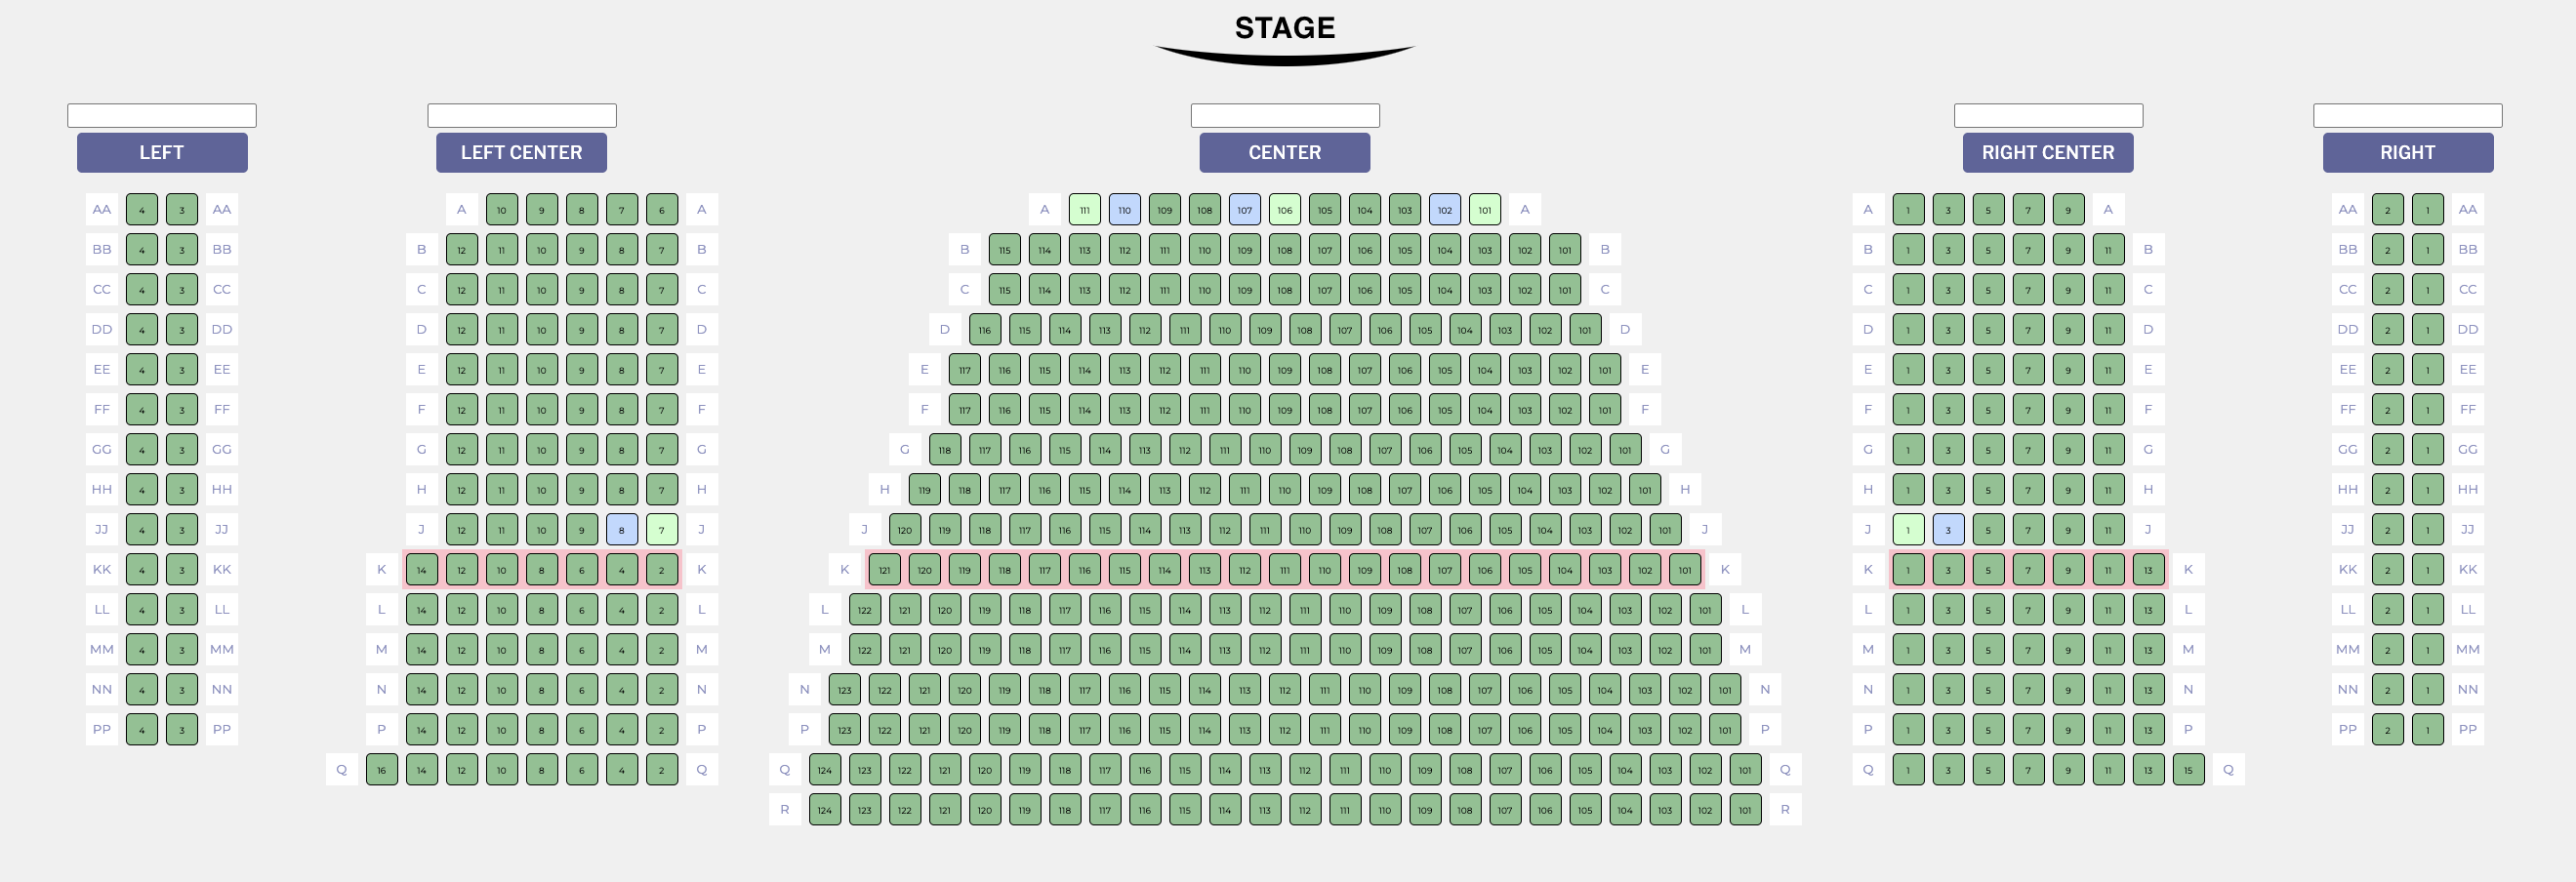 STAGE
LEFT LEFT CENTER CENTER RIGHT CENTER RIGHT
AA 4 3 AA A 10 9 8 7 6 A A 111 110 109 108 107 106 105 104 103 102 101 A A 1 3 5 7 9 A AA 2 1 AA
BB 4 3 BB B 12 11 10 9 8 7 B B 115 114 113 112 111 110 109 108 107 106 105 104 103 102 101 B B 1 3 5 7 9 11 B BB 2 1 BB
CC 4 3 CC C 12 11 10 9 8 7 C C 115 114 113 112 111 110 109 108 107 106 105 104 103 102 101 C C 1 3 5 7 9 11 C CC 2 1 CC
DD 4 3 DD D 12 11 10 9 8 7 D D 116 115 114 113 112 111 110 109 108 107 106 105 104 103 102 101 D D 1 3 5 7 9 11 D DD 2 1 DD
EE 4 3 EE E 12 11 10 9 8 7 E E 117 116 115 114 113 112 111 110 109 108 107 106 105 104 103 102 101 E E 1 3 5 7 9 11 E EE 2 1 EE
FF 4 3 FF F 12 11 10 9 8 7 F F 117 116 115 114 113 112 111 110 109 108 107 106 105 104 103 102 101 F F 1 3 5 7 9 11 F FF 2 1 FF
GG 4 3 GG G 12 11 10 9 8 7 G G 118 117 116 115 114 113 112 111 110 109 108 107 106 105 104 103 102 101 G G 1 3 5 7 9 11 G GG 2 1 GG
HH 4 3 HH H 12 11 10 9 8 7 H H 119 118 117 116 115 114 113 112 111 110 109 108 107 106 105 104 103 102 101 H H 1 3 5 7 9 11 H HH 2 1 HH
JJ 4 3 JJ J 12 11 10 9 8 7 J J 120 119 118 117 116 115 114 113 112 111 110 109 108 107 106 105 104 103 102 101 J J 1 3 5 7 9 11 J JJ 2 1 JJ
KK 4 3 KK K 14 12 10 8 6 4 2 K K 121 120 119 118 117 116 115 114 113 112 111 110 109 108 107 106 105 104 103 102 101 K K 1 3 5 7 9 11 13 K KK 2 1 KK
LL 4 3 LL L 14 12 10 8 6 4 2 L L 122 121 120 119 118 117 116 115 114 113 112 111 110 109 108 107 106 105 104 103 102 101 L L 1 3 5 7 9 11 13 L LL 2 1 LL
MM 4 3 MM M 14 12 10 8 6 4 2 M M 122 121 120 119 118 117 116 115 114 113 112 111 110 109 108 107 106 105 104 103 102 101 M M 1 3 5 7 9 11 13 M MM 2 1 MM
NN 4 3 NN N 14 12 10 8 6 4 2 N N 123 122 121 120 119 118 117 116 115 114 113 112 111 110 109 108 107 106 105 104 103 102 101 N N 1 3 5 7 9 11 13 N NN 2 1 NN
PP 4 3 PP P 14 12 10 8 6 4 2 P P 123 122 121 120 119 118 117 116 115 114 113 112 111 110 109 108 107 106 105 104 103 102 101 P P 1 3 5 7 9 11 13 P PP 2 1 PP
Q 16 14 12 10 8 6 4 2 Q Q 124 123 122 121 120 119 118 117 116 115 114 113 112 111 110 109 108 107 106 105 104 103 102 101 Q Q 1 3 5 7 9 11 13 15 Q
R 124 123 122 121 120 119 118 117 116 115 114 113 112 111 110 109 108 107 106 105 104 103 102 101 R